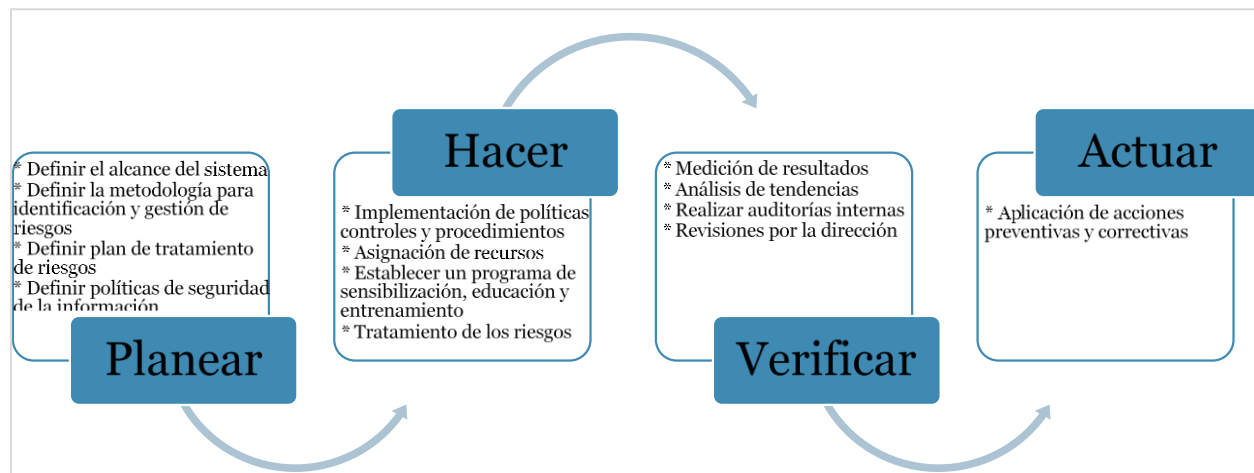 * Definir el alcance del sistema
* Definir la metodología para
identificación y gestión de
riesgos
* Definir plan de tratamiento
de riesgos
* Definir políticas de seguridad
de la información
Planear
Hacer
* Implementación de políticas
controles y procedimientos
* Asignación de recursos
* Establecer un programa de
sensibilización, educación y
entrenamiento
* Tratamiento de los riesgos
* Medición de resultados
* Análisis de tendencias
* Realizar auditorías internas
* Revisiones por la dirección
Verificar
Actuar
* Aplicación de acciones
preventivas y correctivas